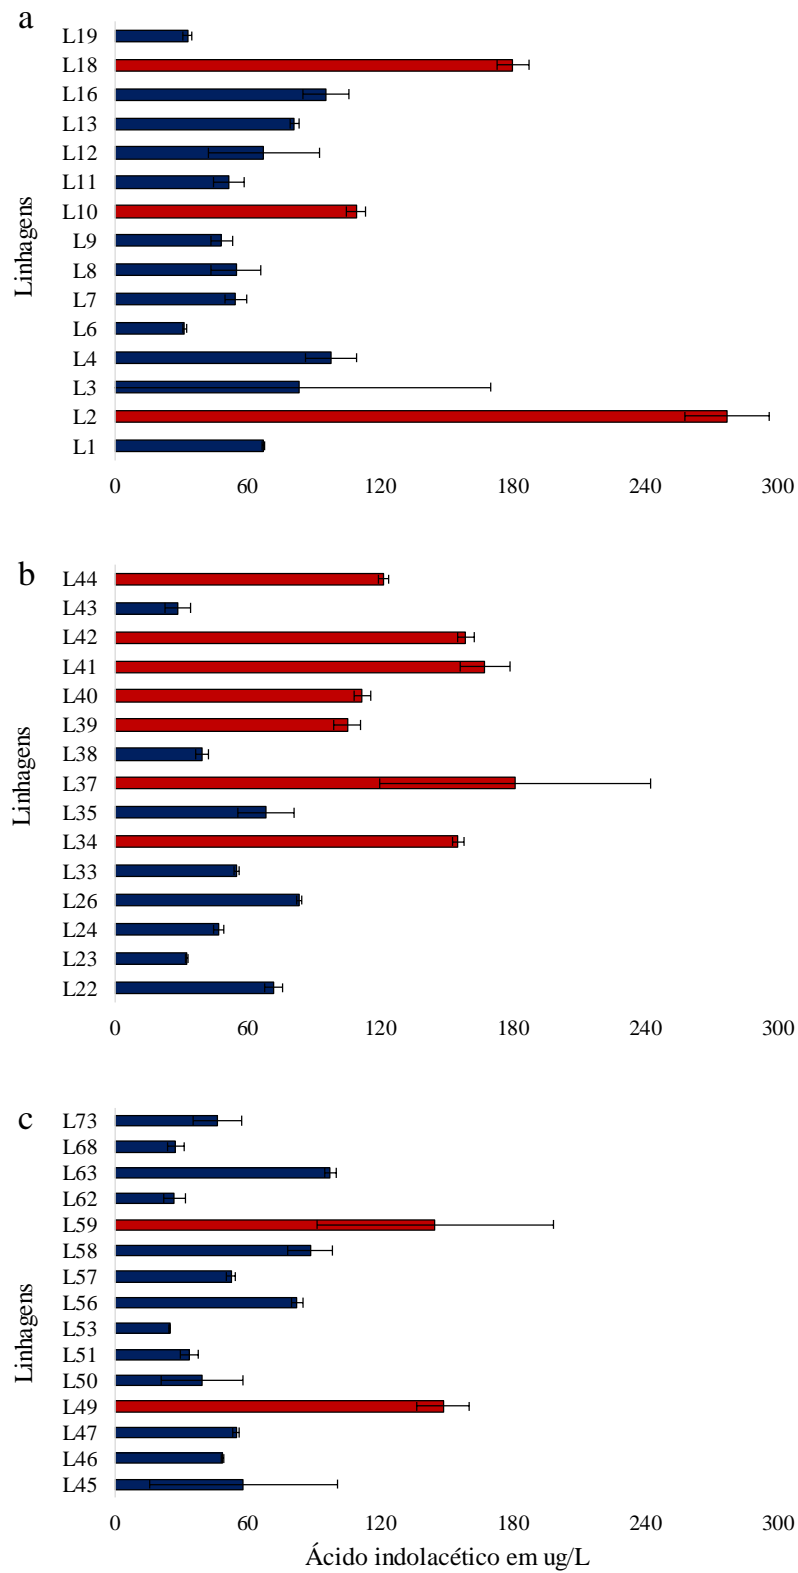 a
L19
L18
L16
L13
L12
L11
L10
L9
L8
L7
L6
L4
L3
L2
L1
Linhagens
0 60 120 180 240 300
b
L44
L43
L42
L41
L40
L39
L38
L37
L35
L34
L33
L26
L24
L23
L22
Linhagens
0 60 120 180 240 300
c
L73
L68
L63
L62
L59
L58
L57
L56
L53
L51
L50
L49
L47
L46
L45
Linhagens
0 60 120 180 240 300
Ácido indolacético em ug/L